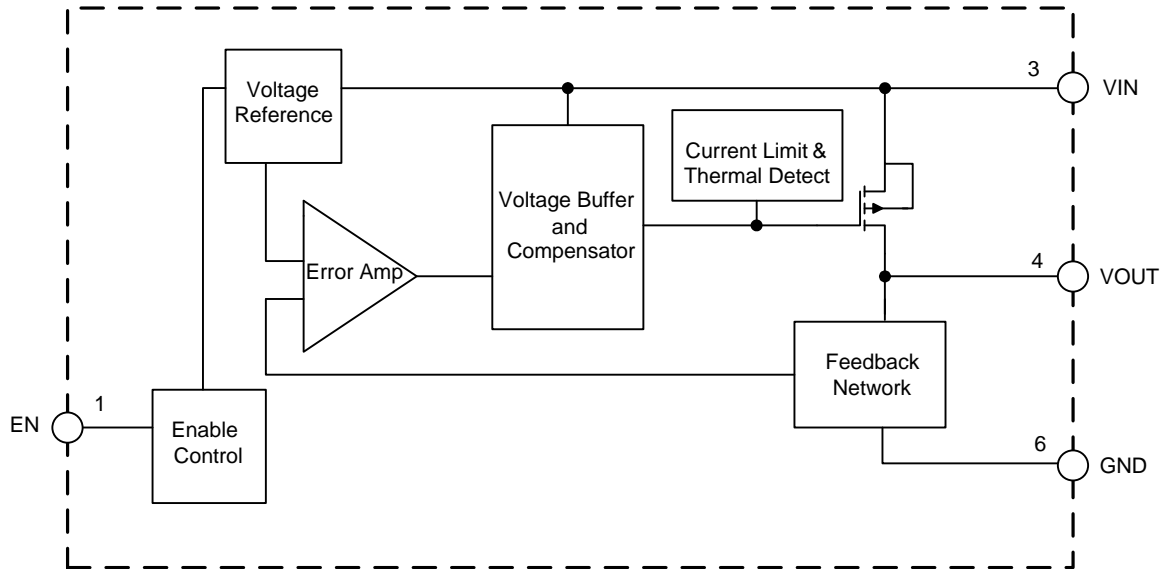 Voltage
Reference
3
VIN
Current Limit &
Thermal Detect
Voltage Buffer
and
Compensator
Error Amp
4
VOUT
Feedback
Network
EN
1
Enable
Control
6
GND